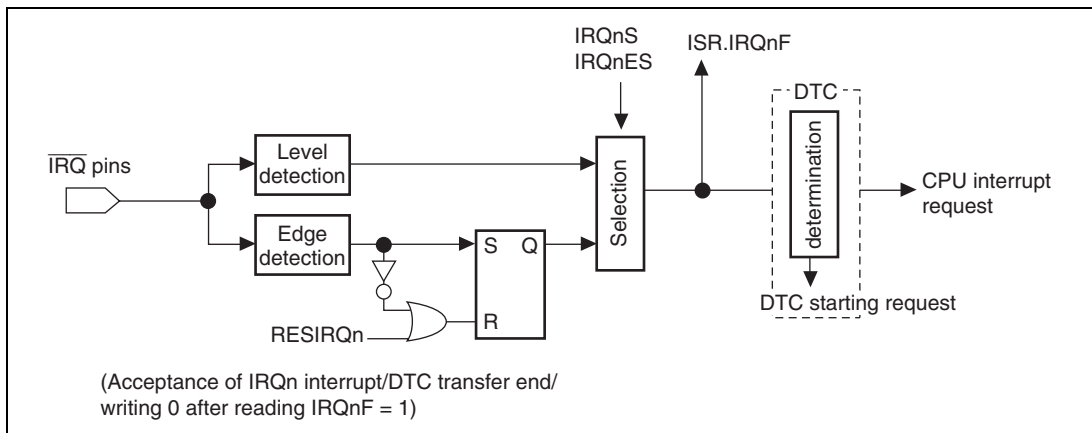 IRQnS
IRQnES
ISR.IRQnF
DTC
IRQ pins
Level
detection
Edge
detection
S Q
R
Selection
determination
CPU interrupt
request
DTC starting request
RESIRQn
(Acceptance of IRQn interrupt/DTC transfer end/
writing 0 after reading IRQnF = 1)